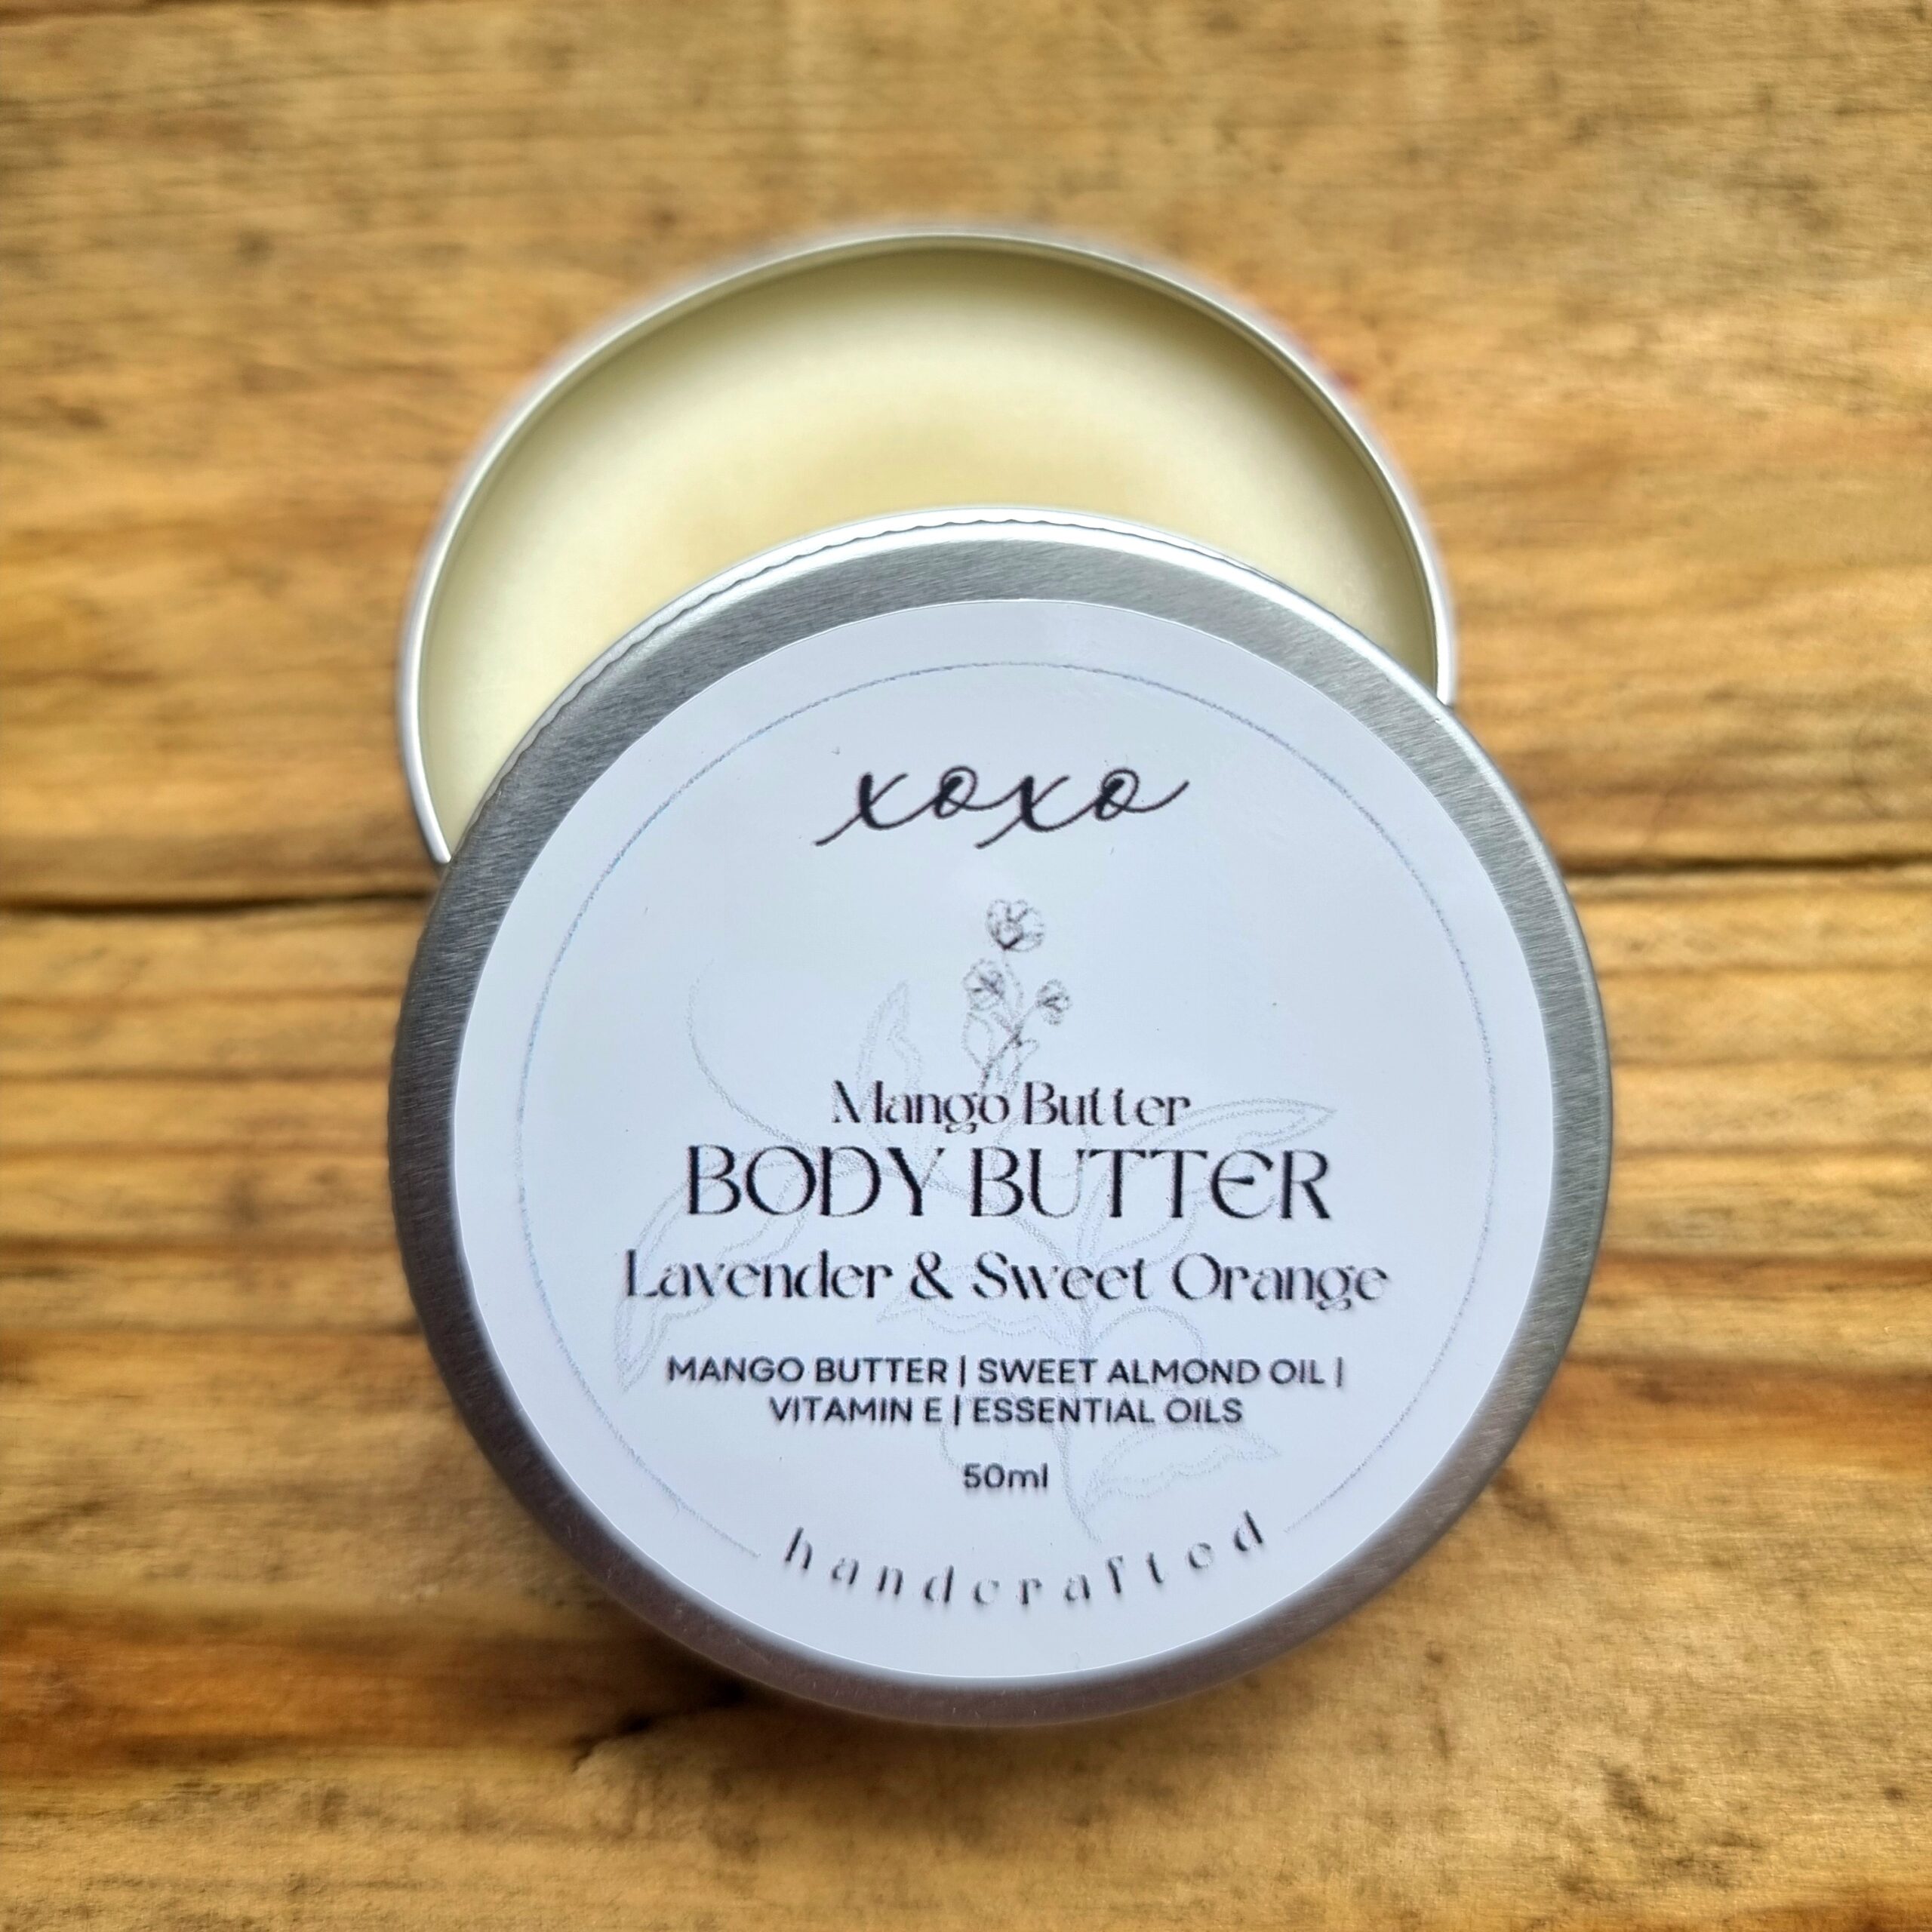 xoxo
Mango Butter
BODY BUTTER
Lavender & Sweet Orange
MANGO BUTTER | SWEET ALMOND OIL |
VITAMIN E | ESSENTIAL OILS
50ml
handcrafted